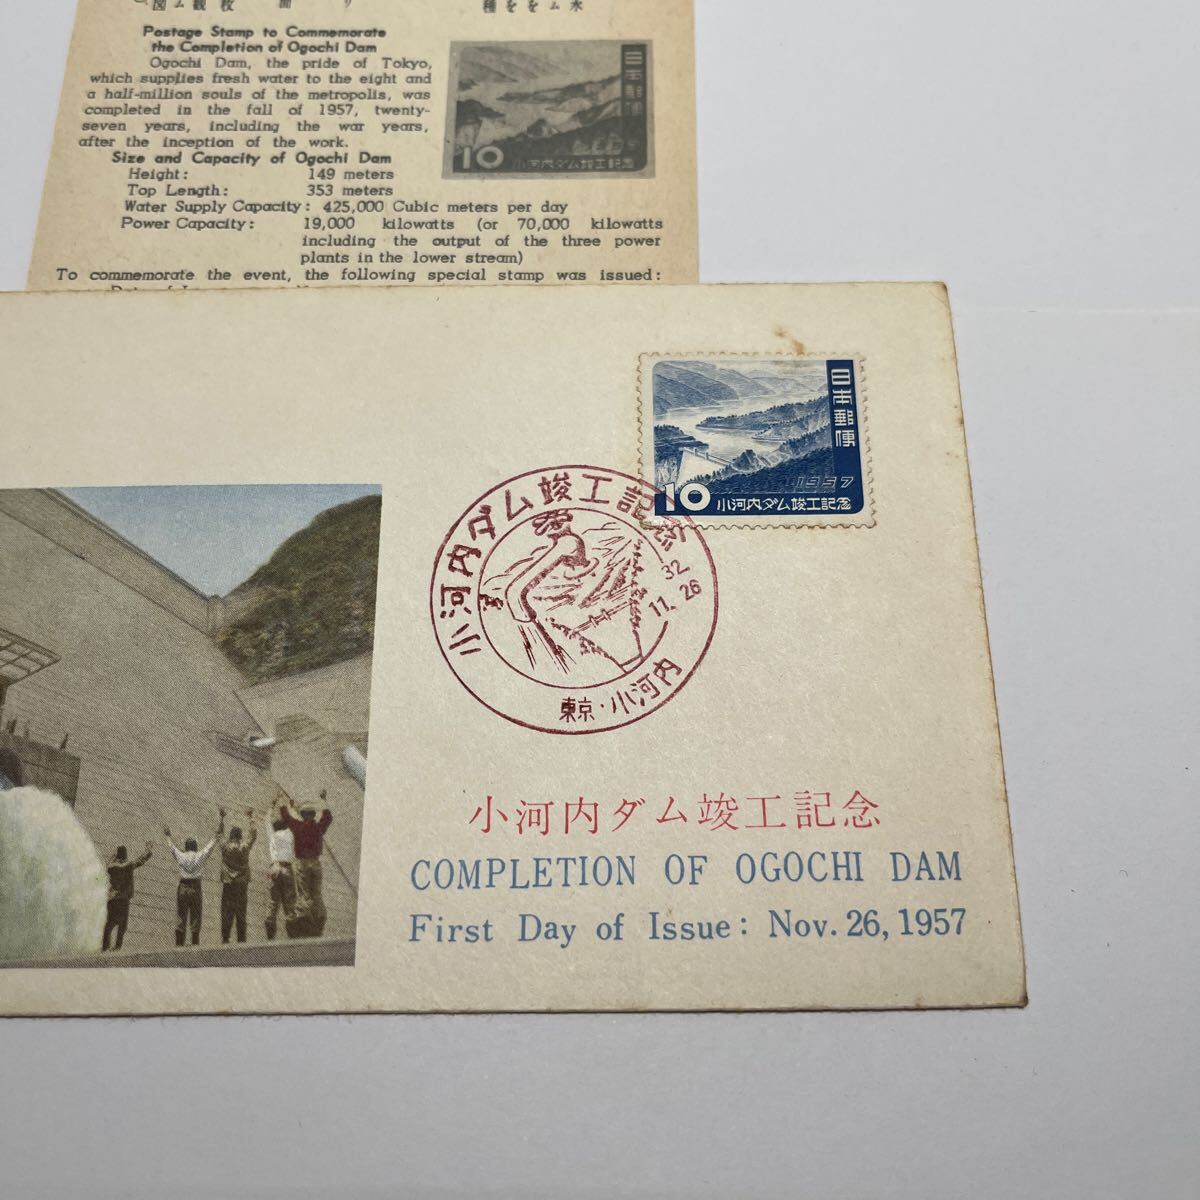 Postage Stamp to Commemorate
the Completion of Ogochi Dam
Ogochi Dam, the pride of Tokyo,
which supplies fresh water to the eight and
a half-million souls of the metropolis, was
completed in the fall of 1957, twenty-
seven years, including the war years,
after the inception of the work.
日本郵便
10 小河内ダム竣工記念
Size and Capacity of Ogochi Dam
Height: 149 meters
Top Length: 353 meters
Water Supply Capacity: 425,000 Cubic meters per day
Power Capacity: 19,000 kilowatts (or 70,000 kilowatts
including the output of the three power
plants in the lower stream)
To commemorate the event, the following special stamp was issued:
日本郵便
1957
10 小河内ダム竣工記念
小河内ダム竣工記念
32
11.26
東京・小河内
小河内ダム竣工記念
COMPLETION OF OGOCHI DAM
First Day of Issue: Nov. 26, 1957